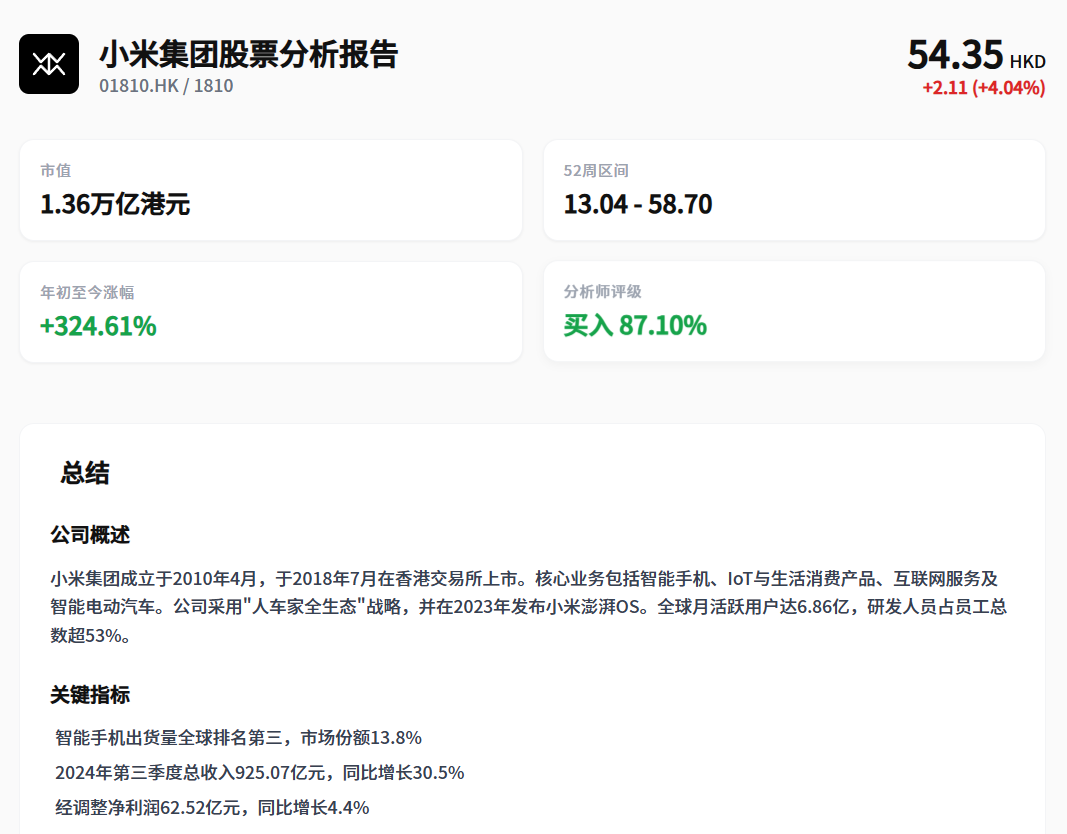 小米集团股票分析报告
01810.HK / 1810
54.35 HKD
+2.11 (+4.04%)
市值
1.36万亿港元
52周区间
13.04 - 58.70
年初至今涨幅
+324.61%
分析师评级
买入 87.10%
总结
公司概述
小米集团成立于2010年4月，于2018年7月在香港交易所上市。核心业务包括智能手机、IoT与生活消费产品、互联网服务及
智能电动汽车。公司采用"人车家全生态"战略，并在2023年发布小米澎湃OS。全球月活跃用户达6.86亿，研发人员占员工总
数超53%。
关键指标
智能手机出货量全球排名第三，市场份额13.8%
2024年第三季度总收入925.07亿元，同比增长30.5%
经调整净利润62.52亿元，同比增长4.4%